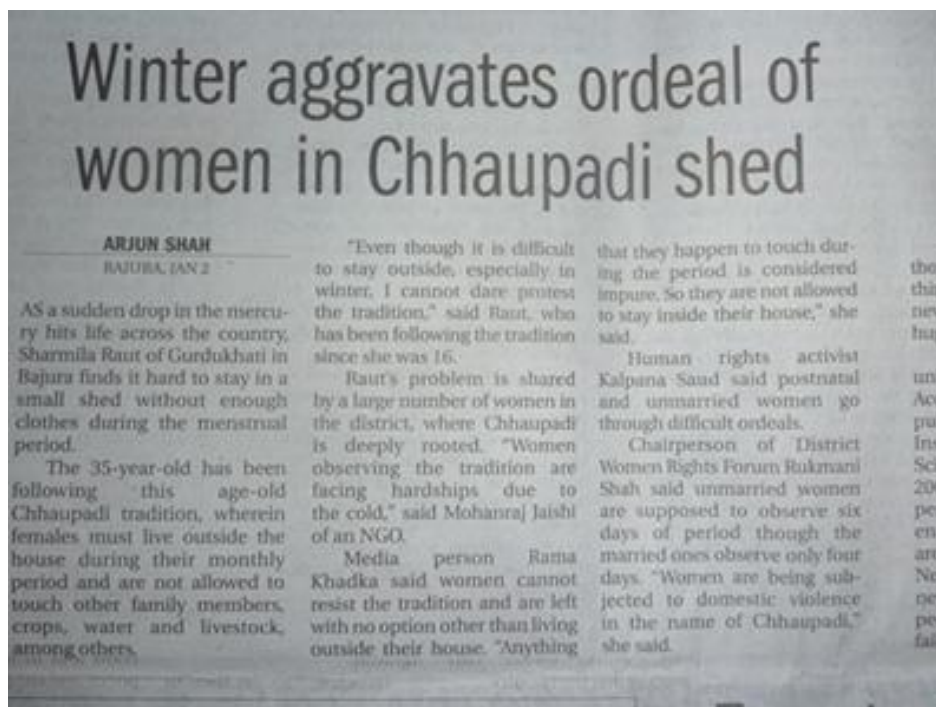 Winter aggravates ordeal of
women in Chhaupadi shed
ARJUN SHAH
BAJURA, JAN 2
AS a sudden drop in the mercu-
ry hits life across the country,
Sharmila Raut of Gurdukhati in
Bajura finds it hard to stay in a
small shed without enough
clothes during the menstrual
period.
The 35-year-old has been
following this age-old
Chhaupadi tradition, wherein
females must live outside the
house during their monthly
period and are not allowed to
touch other family members,
crops, water and livestock,
among others.
"Even though it is difficult
to stay outside, especially in
winter, I cannot dare protest
the tradition," said Raut, who
has been following the tradition
since she was 16.
Raut's problem is shared
by a large number of women in
the district, where Chhaupadi
is deeply rooted. "Women
observing the tradition are
facing hardships due to
the cold," said Mohanraj Jaishi
of an NGO.
Media person Rama
Khadka said women cannot
resist the tradition and are left
with no option other than living
outside their house. "Anything
that they happen to touch dur-
ing the period is considered
impure. So they are not allowed
to stay inside their house," she
said.
Human rights activist
Kalpana Saud said postnatal
and unmarried women go
through difficult ordeals.
Chairperson of District
Women Rights Forum Rukmani
Shah said unmarried women
are supposed to observe six
days of period though the
married ones observe only four
days. "Women are being sub-
jected to domestic violence
in the name of Chhaupadi,"
she said.